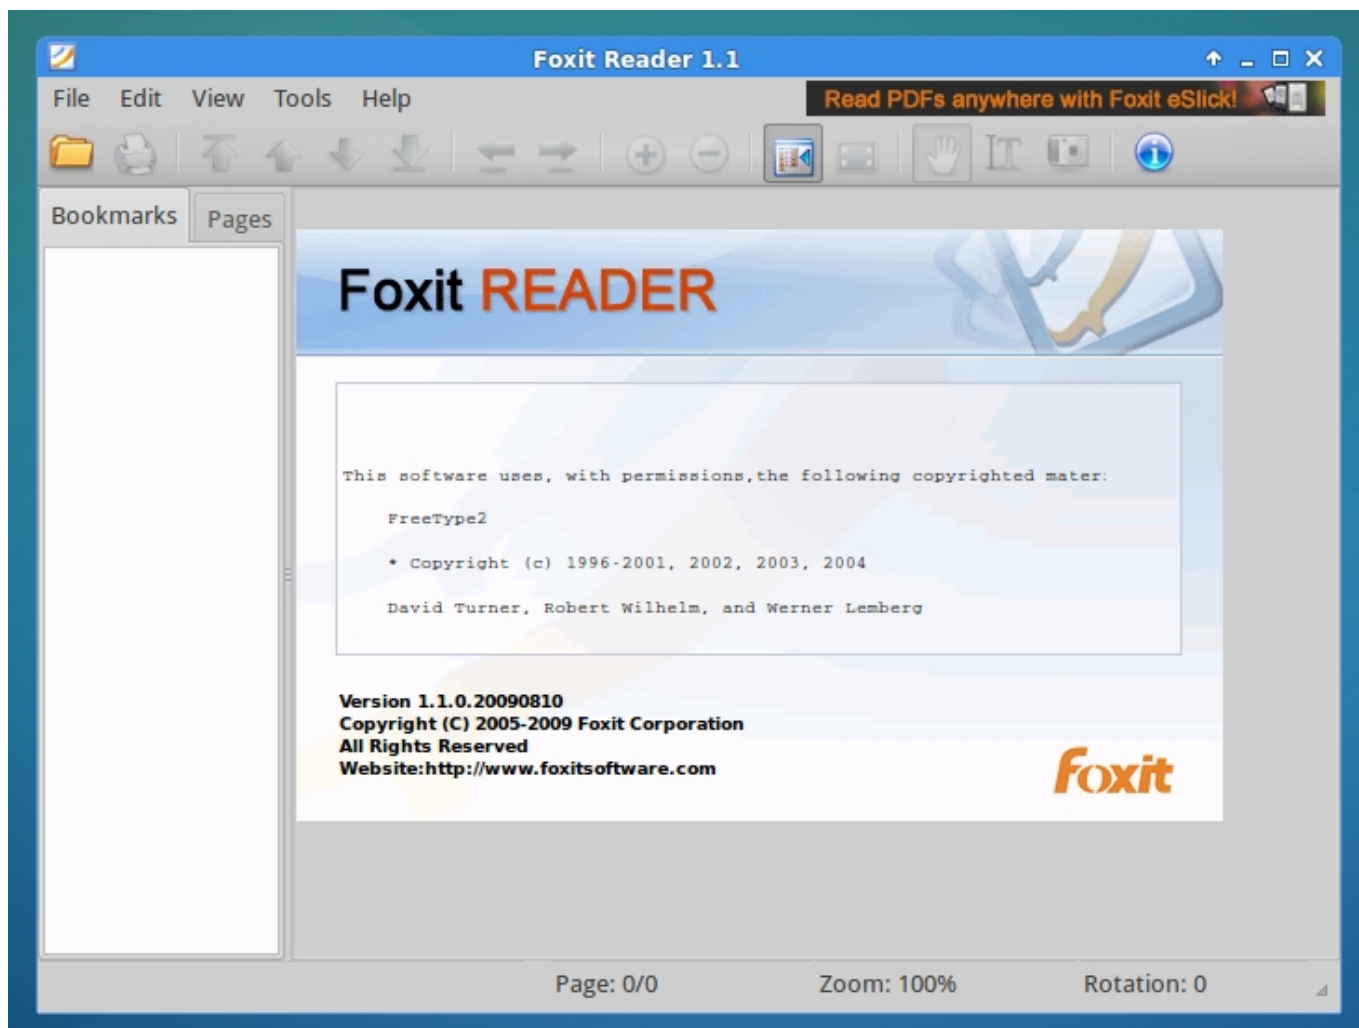 Foxit Reader 1.1
File Edit View Tools Help
Read PDFs anywhere with Foxit eSlick!
Bookmarks Pages
Foxit READER
This software uses, with permissions,the following copyrighted mater
FreeType2
* Copyright (c) 1996-2001, 2002, 2003, 2004
David Turner, Robert Wilhelm, and Werner Lemberg
Version 1.1.0.20090810
Copyright (C) 2005-2009 Foxit Corporation
All Rights Reserved
Website:http://www.foxitsoftware.com
foxit
Page: 0/0 Zoom: 100% Rotation: 0